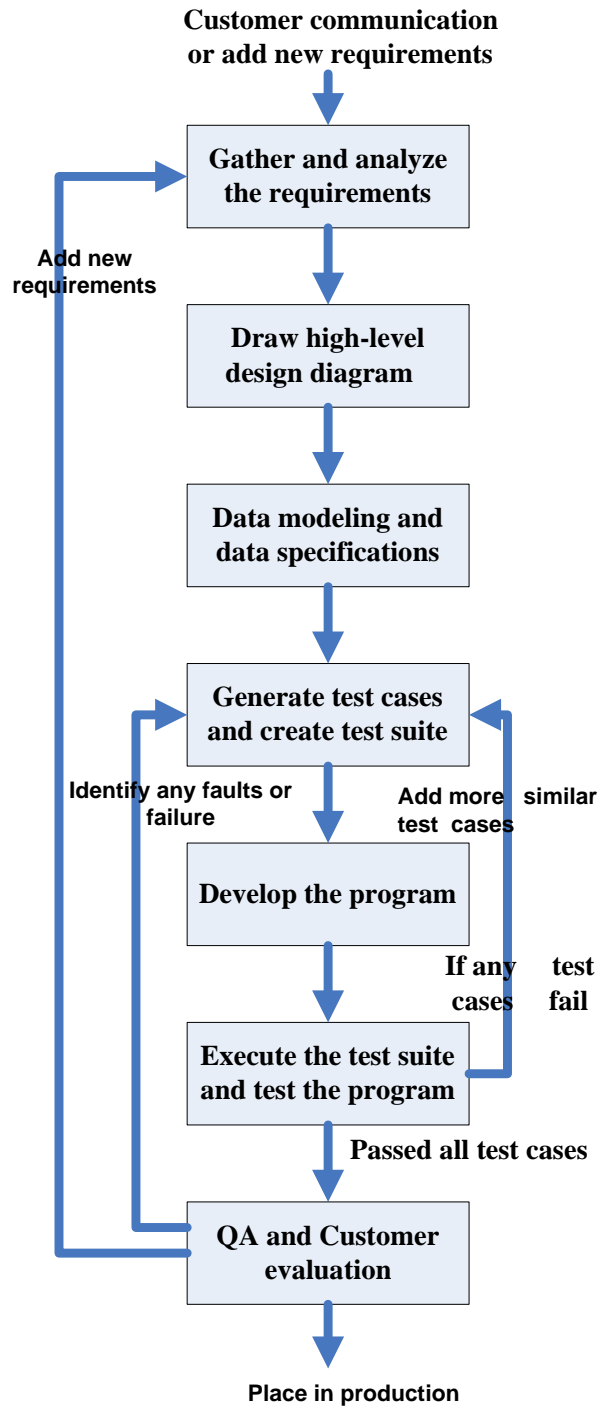 Customer communication
or add new requirements
Gather and analyze
the requirements
Add new
requirements
Draw high-level
design diagram
Data modeling and
data specifications
Generate test cases
and create test suite
Identify any faults or
failure
Add more similar
test cases
Develop the program
If any test
cases fail
Execute the test suite
and test the program
Passed all test cases
QA and Customer
evaluation
Place in production